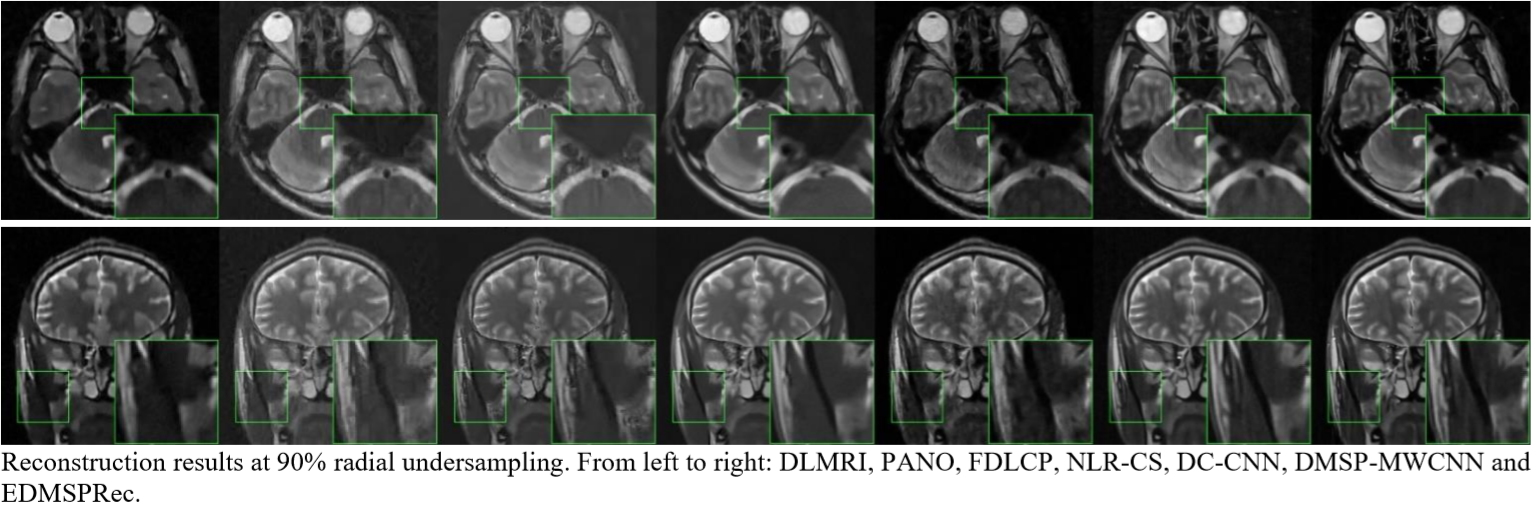 Reconstruction results at 90% radial undersampling. From left to right: DLMRI, PANO, FDLCP, NLR-CS, DC-CNN, DMSP-MWCNN and
EDMSPRec.